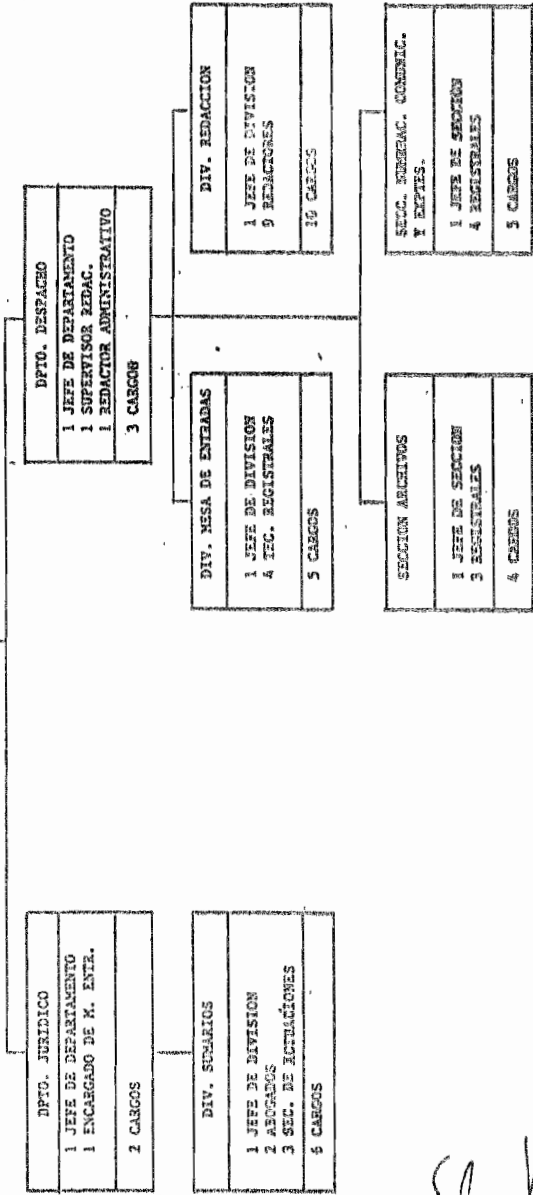 DPTO. JURIDICO
1 JEFE DE DEPARTAMENTO
1 ENCARGADO DE M. ENTR.
2 CARGOS
DIV. SUMARIOS
1 JEFE DE DIVISION
2 ABOGADOS
3 SEC. DE ACTUACIONES
6 CARGOS
DPTO. DESPACHO
1 JEFE DE DEPARTAMENTO
1 SUPERVISOR REDAC.
1 REDACTOR ADMINISTRATIVO
3 CARGOS
DIV. MESA DE ENTRADAS
1 JEFE DE DIVISION
4 TEC. REGISTRALES
5 CARGOS
DIV. REDACCION
1 JEFE DE DIVISION
9 REDACTORES
10 CARGOS
SECCION ARCHIVOS
1 JEFE DE SECCION
3 REGISTRALES
4 CARGOS
SECC. COMUNIC.
Y EXPTES.
1 JEFE DE SECCION
4 REGISTRALES
5 CARGOS